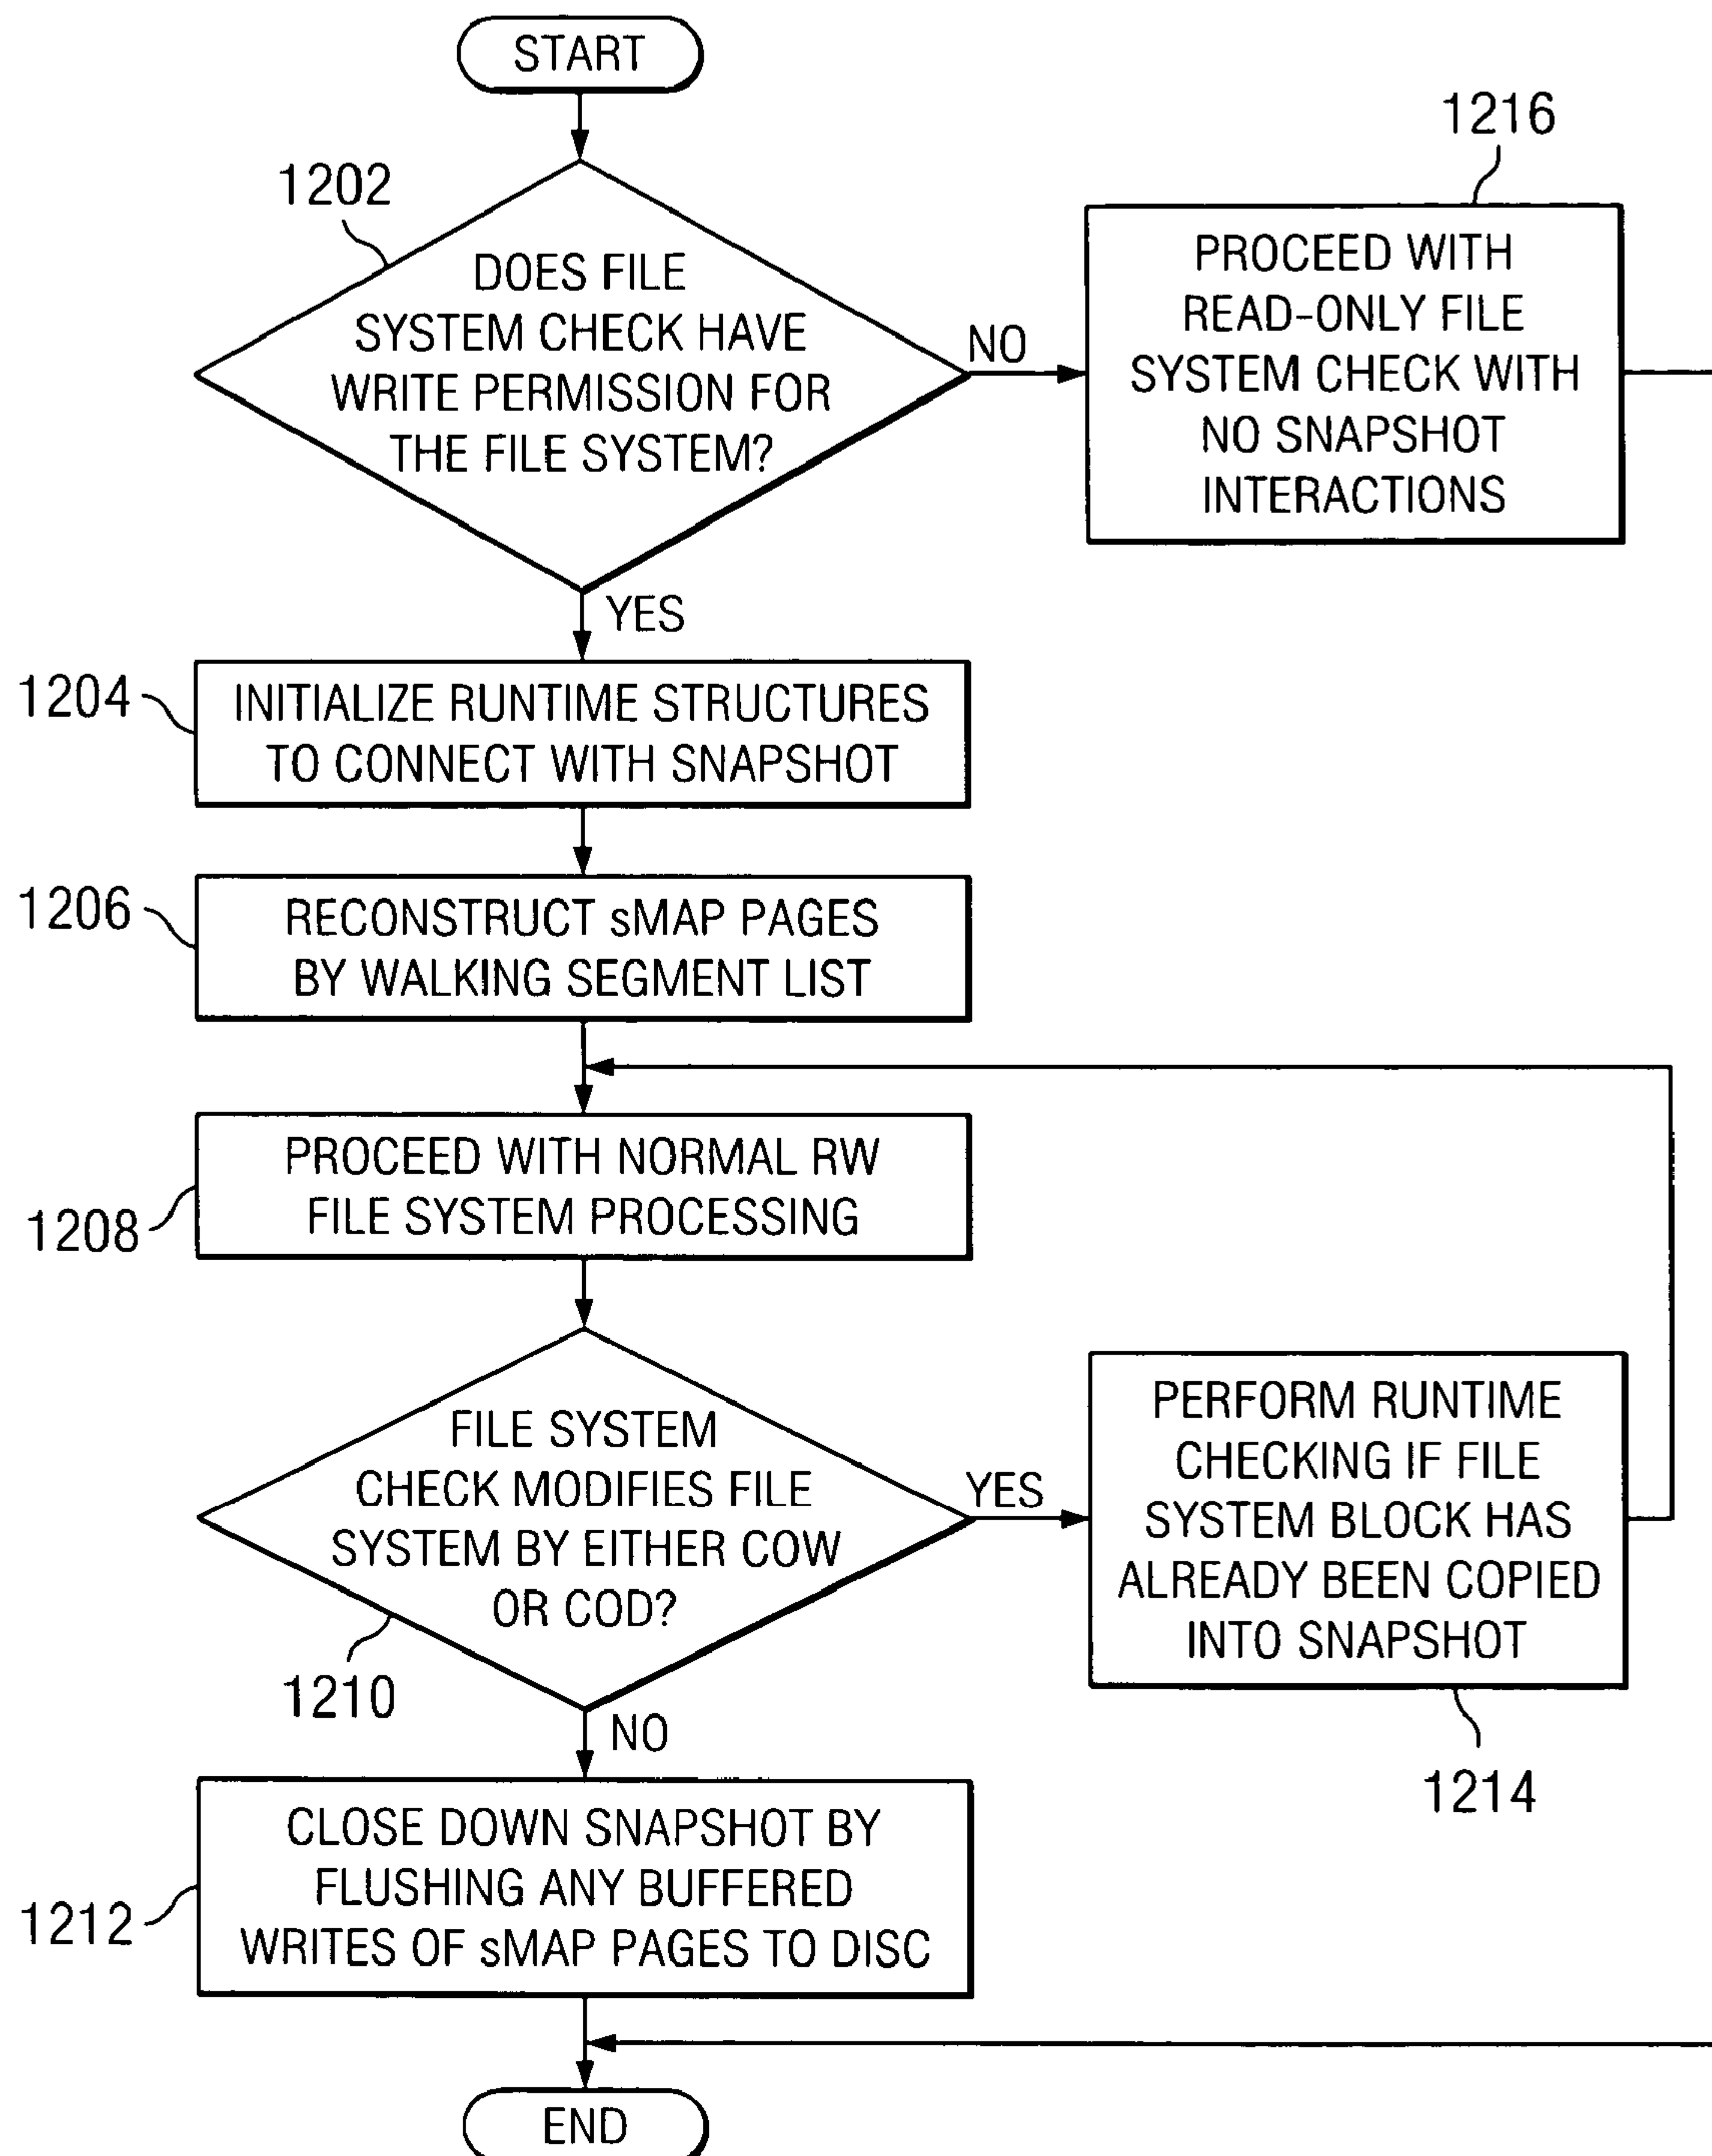 START
1202
DOES FILE
SYSTEM CHECK HAVE
WRITE PERMISSION FOR
THE FILE SYSTEM?
NO
1216
PROCEED WITH
READ-ONLY FILE
SYSTEM CHECK WITH
NO SNAPSHOT
INTERACTIONS
YES
1204
INITIALIZE RUNTIME STRUCTURES
TO CONNECT WITH SNAPSHOT
1206
RECONSTRUCT sMAP PAGES
BY WALKING SEGMENT LIST
1208
PROCEED WITH NORMAL RW
FILE SYSTEM PROCESSING
FILE SYSTEM
CHECK MODIFIES FILE
SYSTEM BY EITHER COW
OR COD?
1210
YES
PERFORM RUNTIME
CHECKING IF FILE
SYSTEM BLOCK HAS
ALREADY BEEN COPIED
INTO SNAPSHOT
1214
NO
1212
CLOSE DOWN SNAPSHOT BY
FLUSHING ANY BUFFERED
WRITES OF sMAP PAGES TO DISC
END